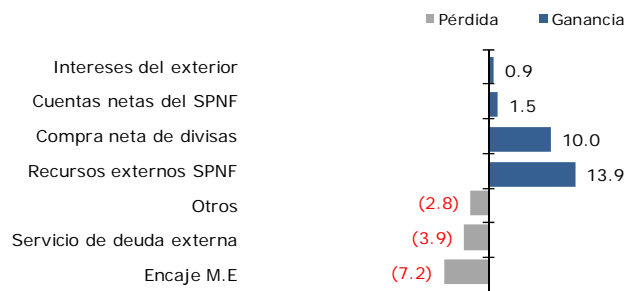 Pérdida Ganancia
Intereses del exterior 0.9
Cuentas netas del SPNF 1.5
Compra neta de divisas 10.0
Recursos externos SPNF 13.9
Otros (2.8)
Servicio de deuda externa (3.9)
Encaje M.E (7.2)